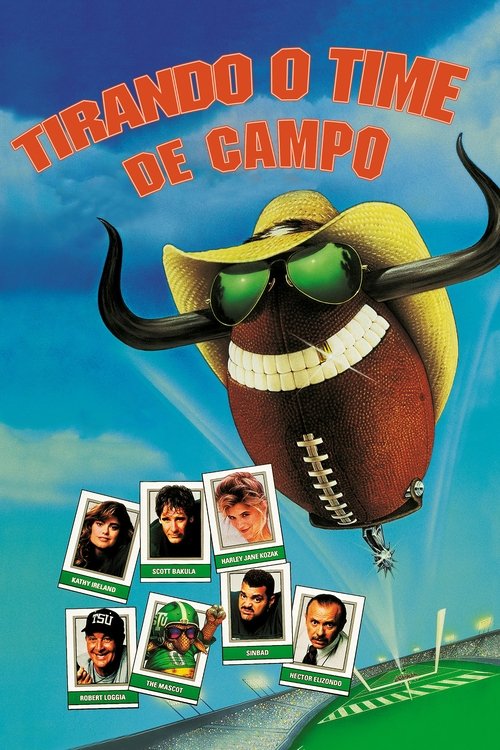 TIRANDO O TIME
DE CAMPO
KATHY IRELAND
SCOTT BAKULA
HARLEY JANE KOZAK
TSU
ROBERT LOGGIA
TU
THE MASCOT
SINBAD
HECTOR ELIZONDO